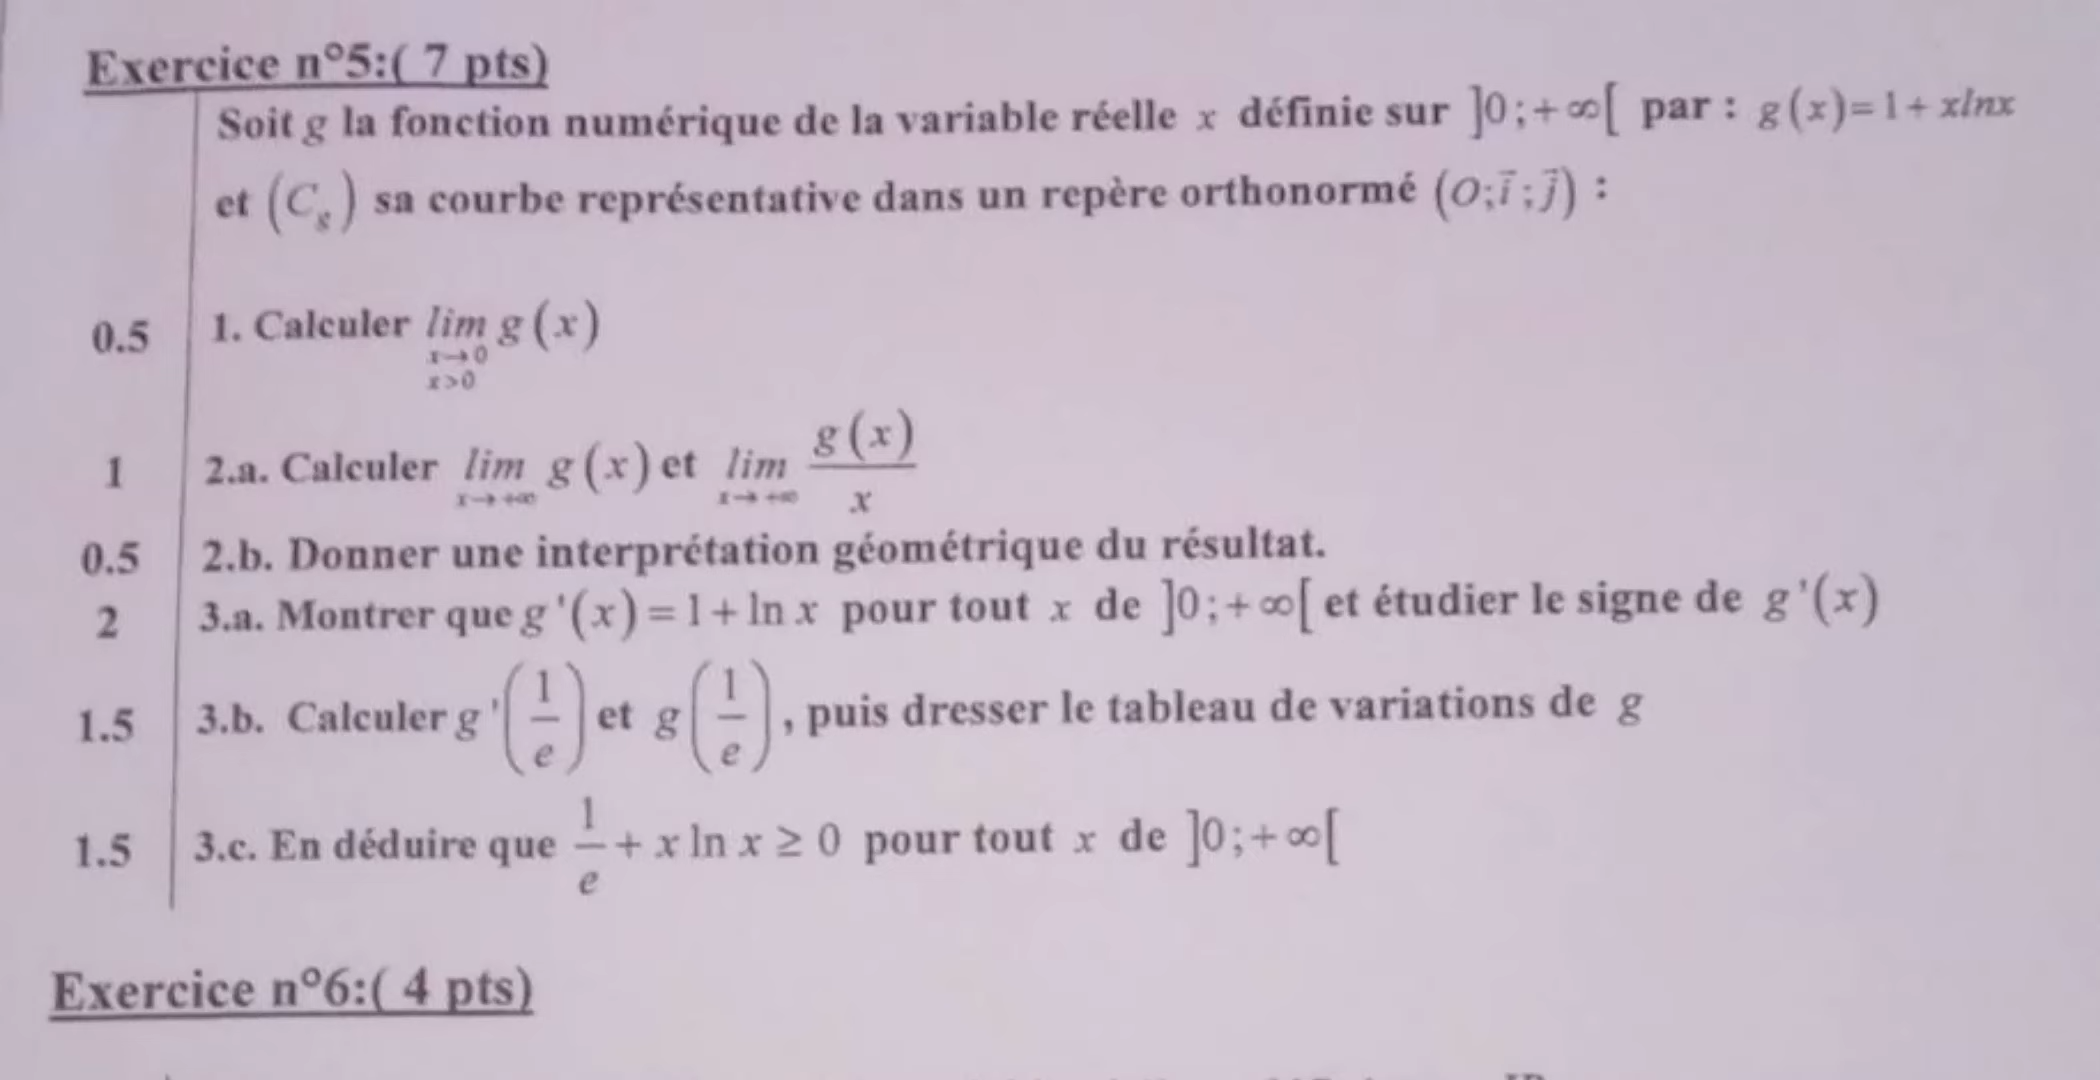 Exercice n°5:( 7 pts)
Soit g la fonction numérique de la variable réelle x définie sur ]0;+∞[ par : g(x)=1+xlnx
et (C_g) sa courbe représentative dans un repère orthonormé (O;i⃗;j⃗) :
0.5 1. Calculer lim_{x→0, x>0} g(x)
1 2.a. Calculer lim_{x→+∞} g(x) et lim_{x→+∞} g(x)/x
0.5 2.b. Donner une interprétation géométrique du résultat.
2 3.a. Montrer que g'(x)=1+ln x pour tout x de ]0;+∞[ et étudier le signe de g'(x)
1.5 3.b. Calculer g'(1/e) et g(1/e), puis dresser le tableau de variations de g
1.5 3.c. En déduire que 1/e + x ln x ≥ 0 pour tout x de ]0;+∞[
Exercice n°6:( 4 pts)